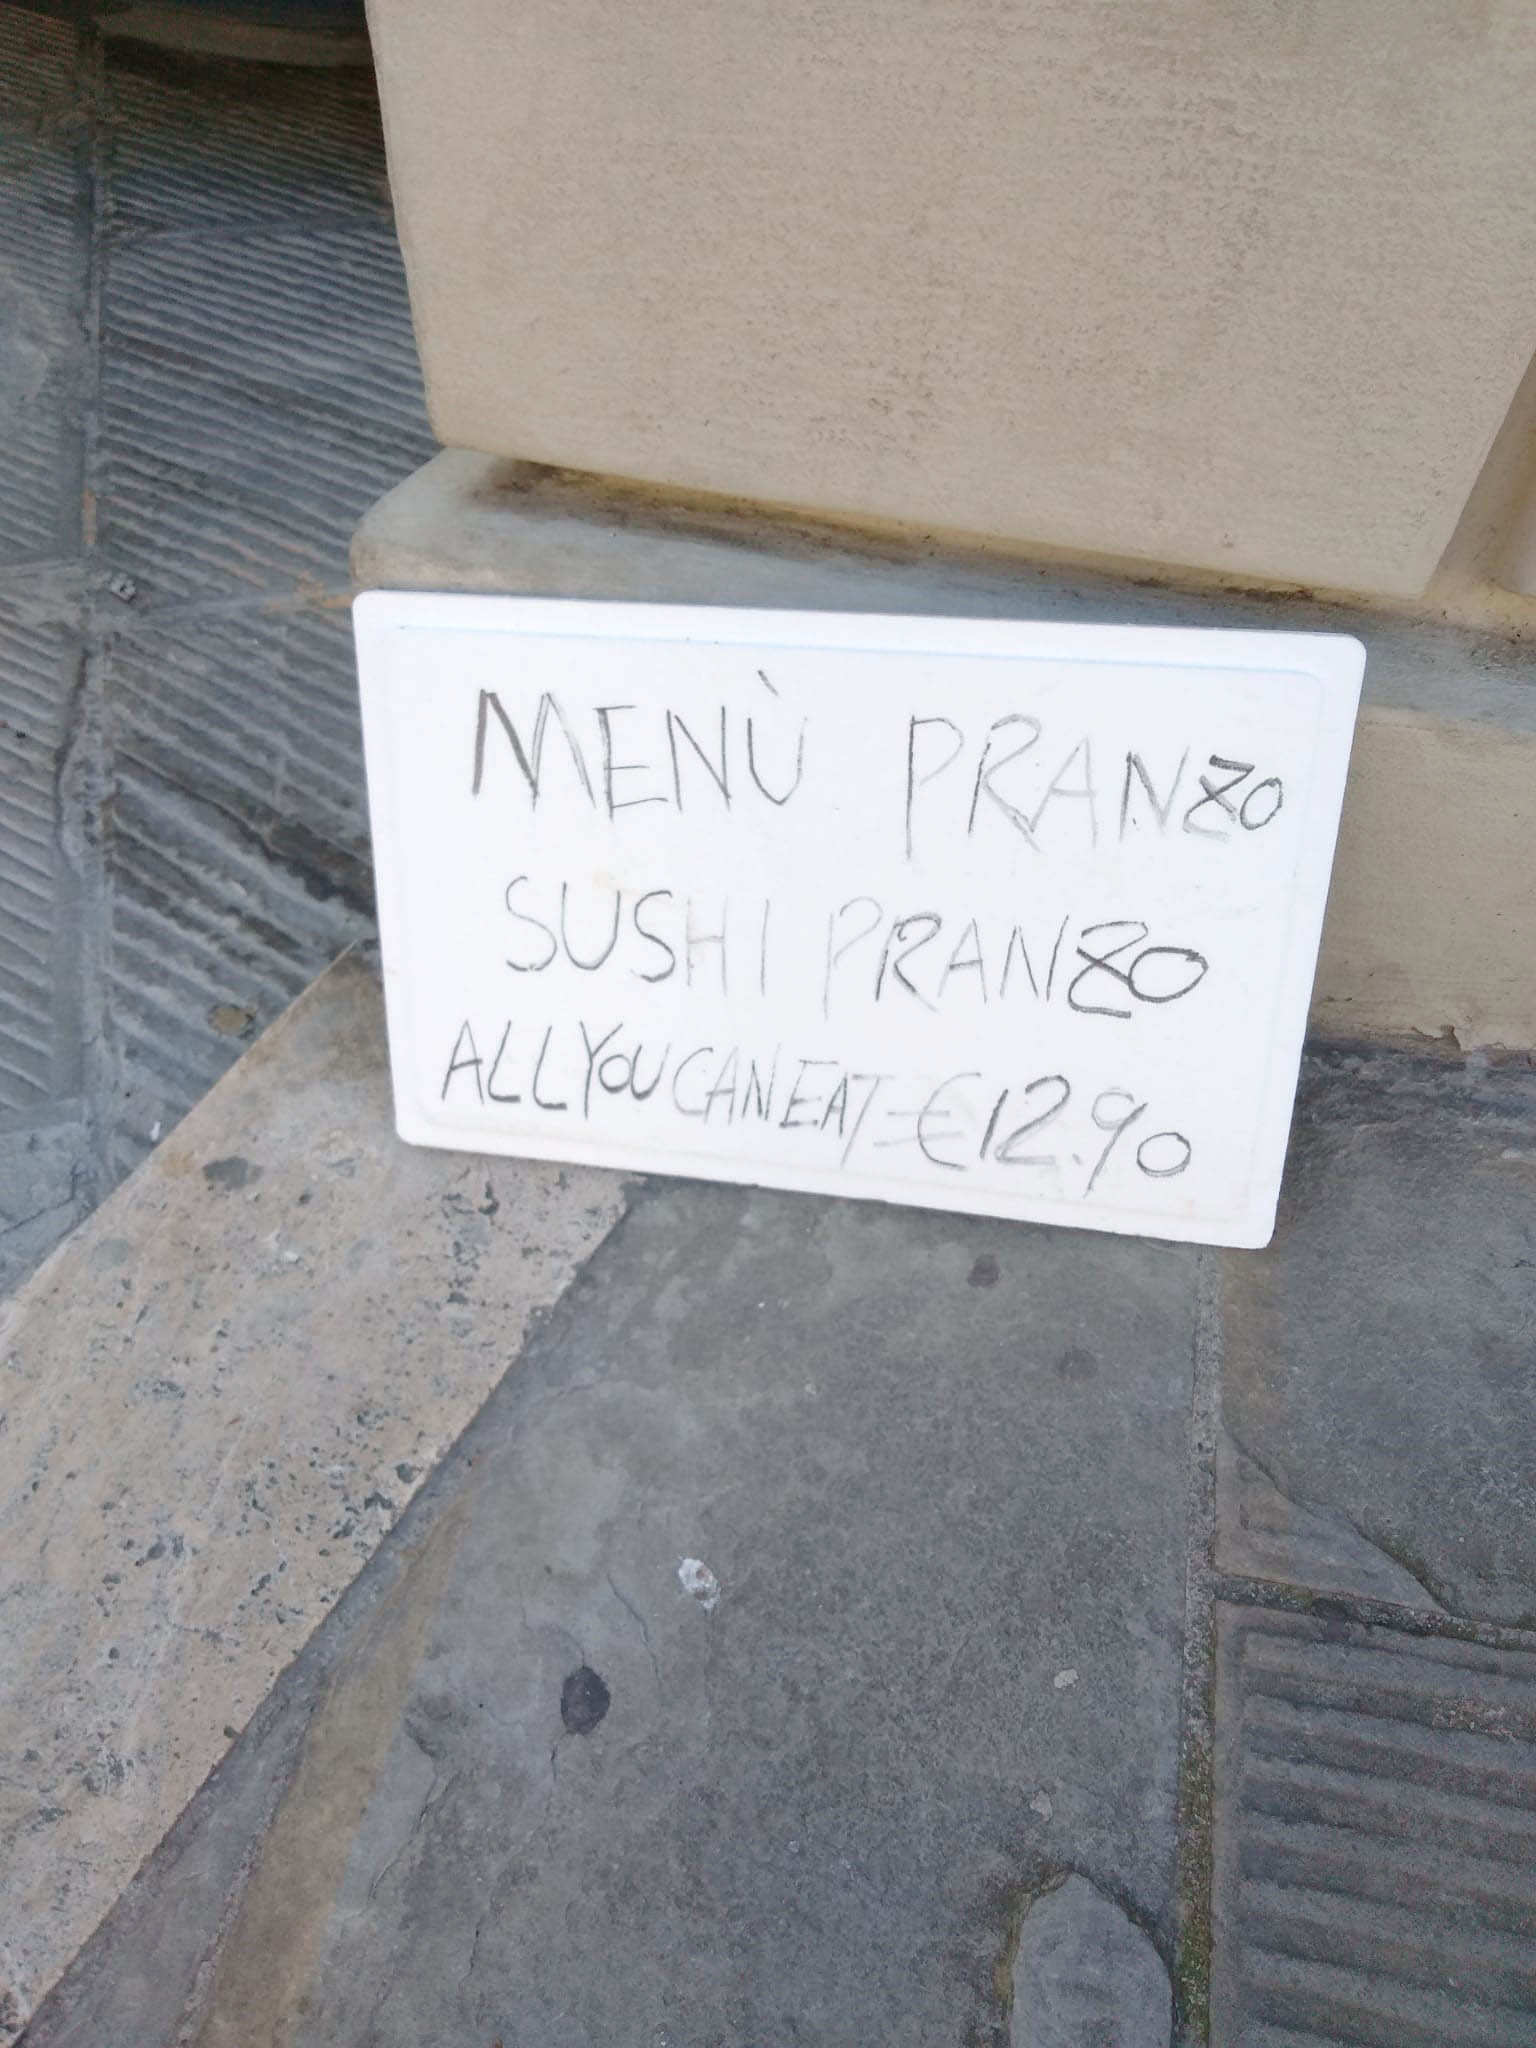 MENÙ PRANZO
SUSHI PRANZO
ALL YOU CAN EAT €12.90